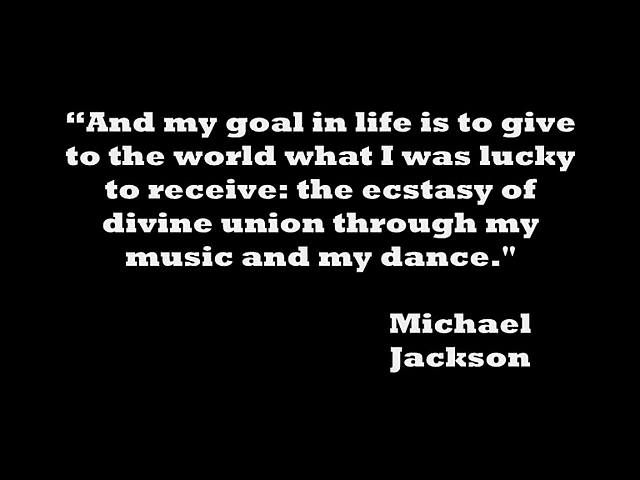 “And my goal in life is to give
to the world what I was lucky
to receive: the ecstasy of
divine union through my
music and my dance."
Michael
Jackson